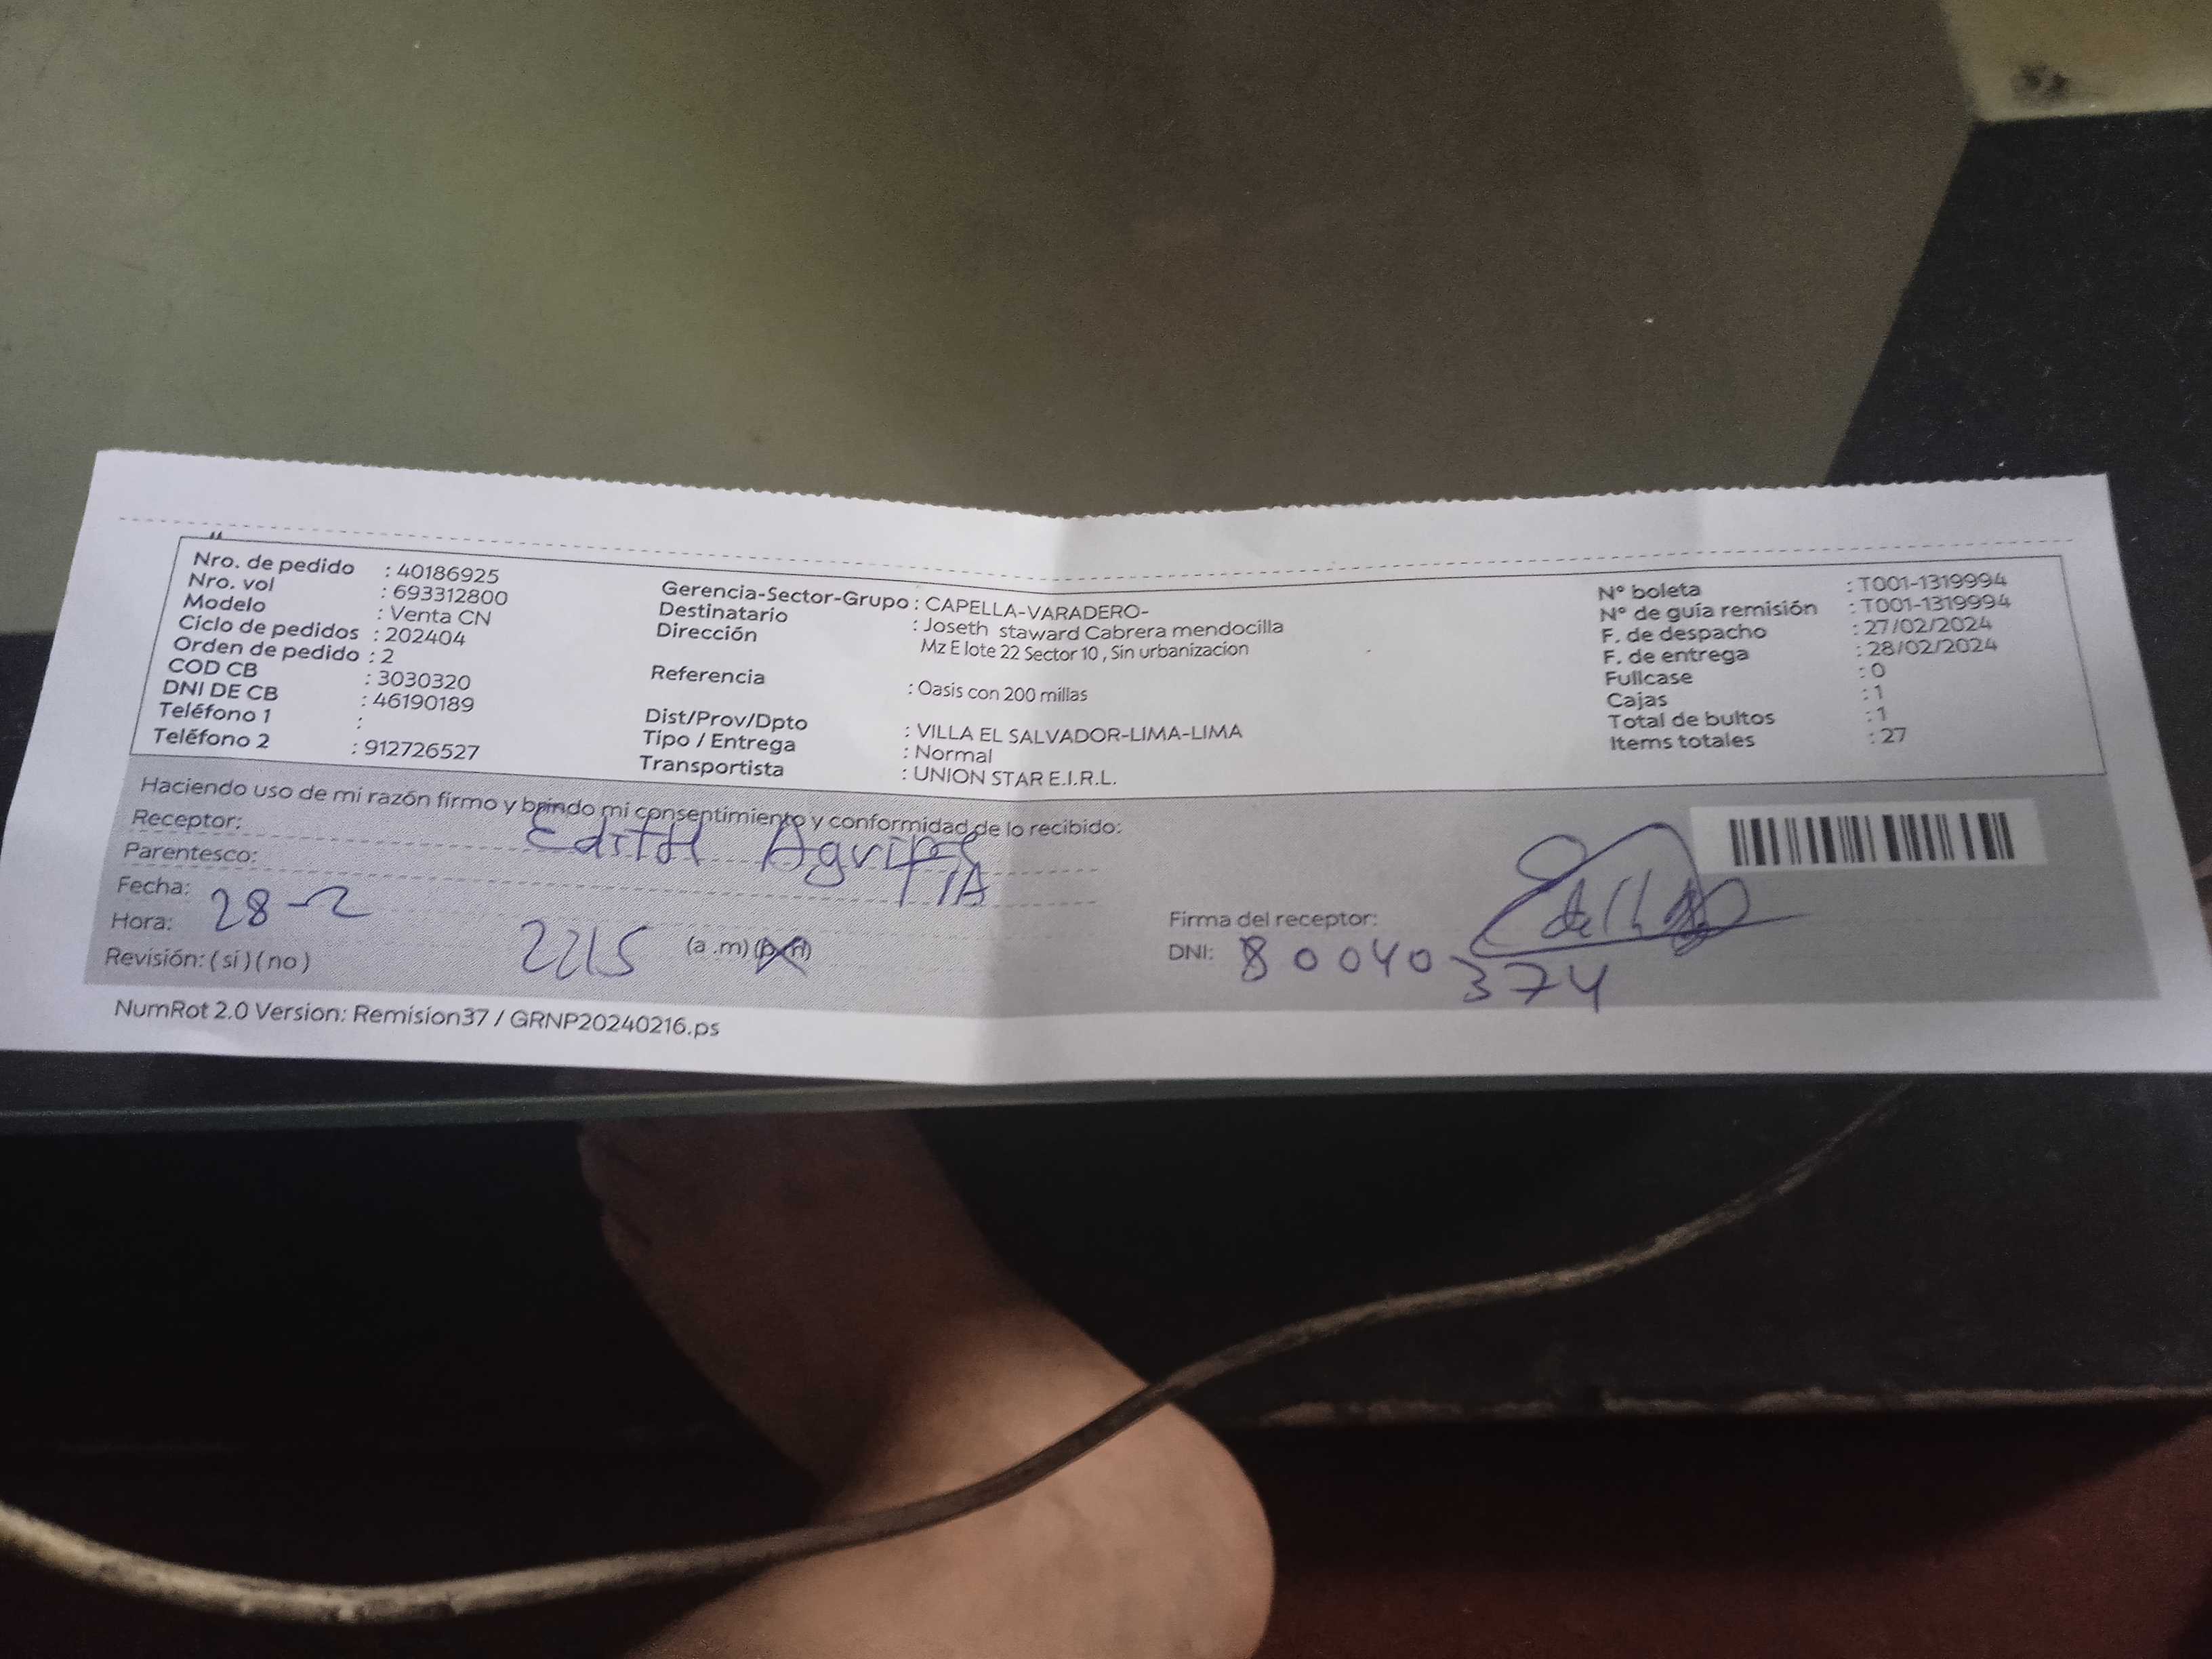 Nro. de pedido : 40186925
Nro. vol : 693312800
Modelo : Venta CN
Ciclo de pedidos : 202404
Orden de pedido : 2
COD CB : 3030320
DNI DE CB : 46190189
Teléfono 1 :
Teléfono 2 : 912726527
Gerencia-Sector-Grupo : CAPELLA-VARADERO-
Destinatario : Joseth staward Cabrera mendocilla
Dirección Mz E lote 22 Sector 10 , Sin urbanizacion
Referencia : Oasis con 200 millas
Dist/Prov/Dpto : VILLA EL SALVADOR-LIMA-LIMA
Tipo / Entrega : Normal
Transportista : UNION STAR E.I.R.L.
N° boleta : T001-1319994
N° de guía remisión : T001-1319994
F. de despacho : 27/02/2024
F. de entrega : 28/02/2024
Fullcase : 0
Cajas : 1
Total de bultos : 1
Items totales : 27
Haciendo uso de mi razón firmo y brindo mi consentimiento y conformidad de lo recibido:
Receptor: Edith
Parentesco:
Fecha: 28-2
Hora: 2215 (a .m) (p.m)
Revisión: ( si ) ( no )
Firma del receptor:
DNI: 80040374
NumRot 2.0 Version: Remision37 / GRNP20240216.ps